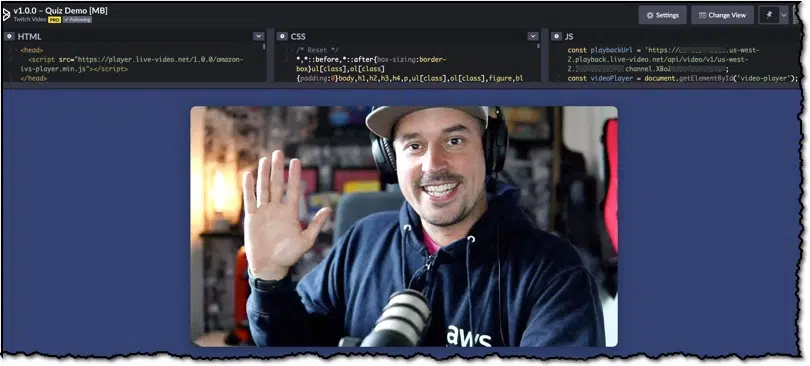 v1.0.0 – Quiz Demo [MB]
Twitch Video PRO Following
Settings
Change View
HTML
<head>
<script src="https://player.live-video.net/1.0.0/amazon-
ivs-player.min.js"></script>
</head>
CSS
/* Reset */
*,*::before,*::after{box-sizing:border-
box}ul[class],ol[class]
{padding:0}body,h1,h2,h3,h4,p,ul[class],ol[class],figure,bl
JS
const playbackUrl = 'https://
.us-west-
2.playback.live-video.net/api/video/v1/us-west-
2.
.channel.
const videoPlayer = document.getElementById("video-player");
aws